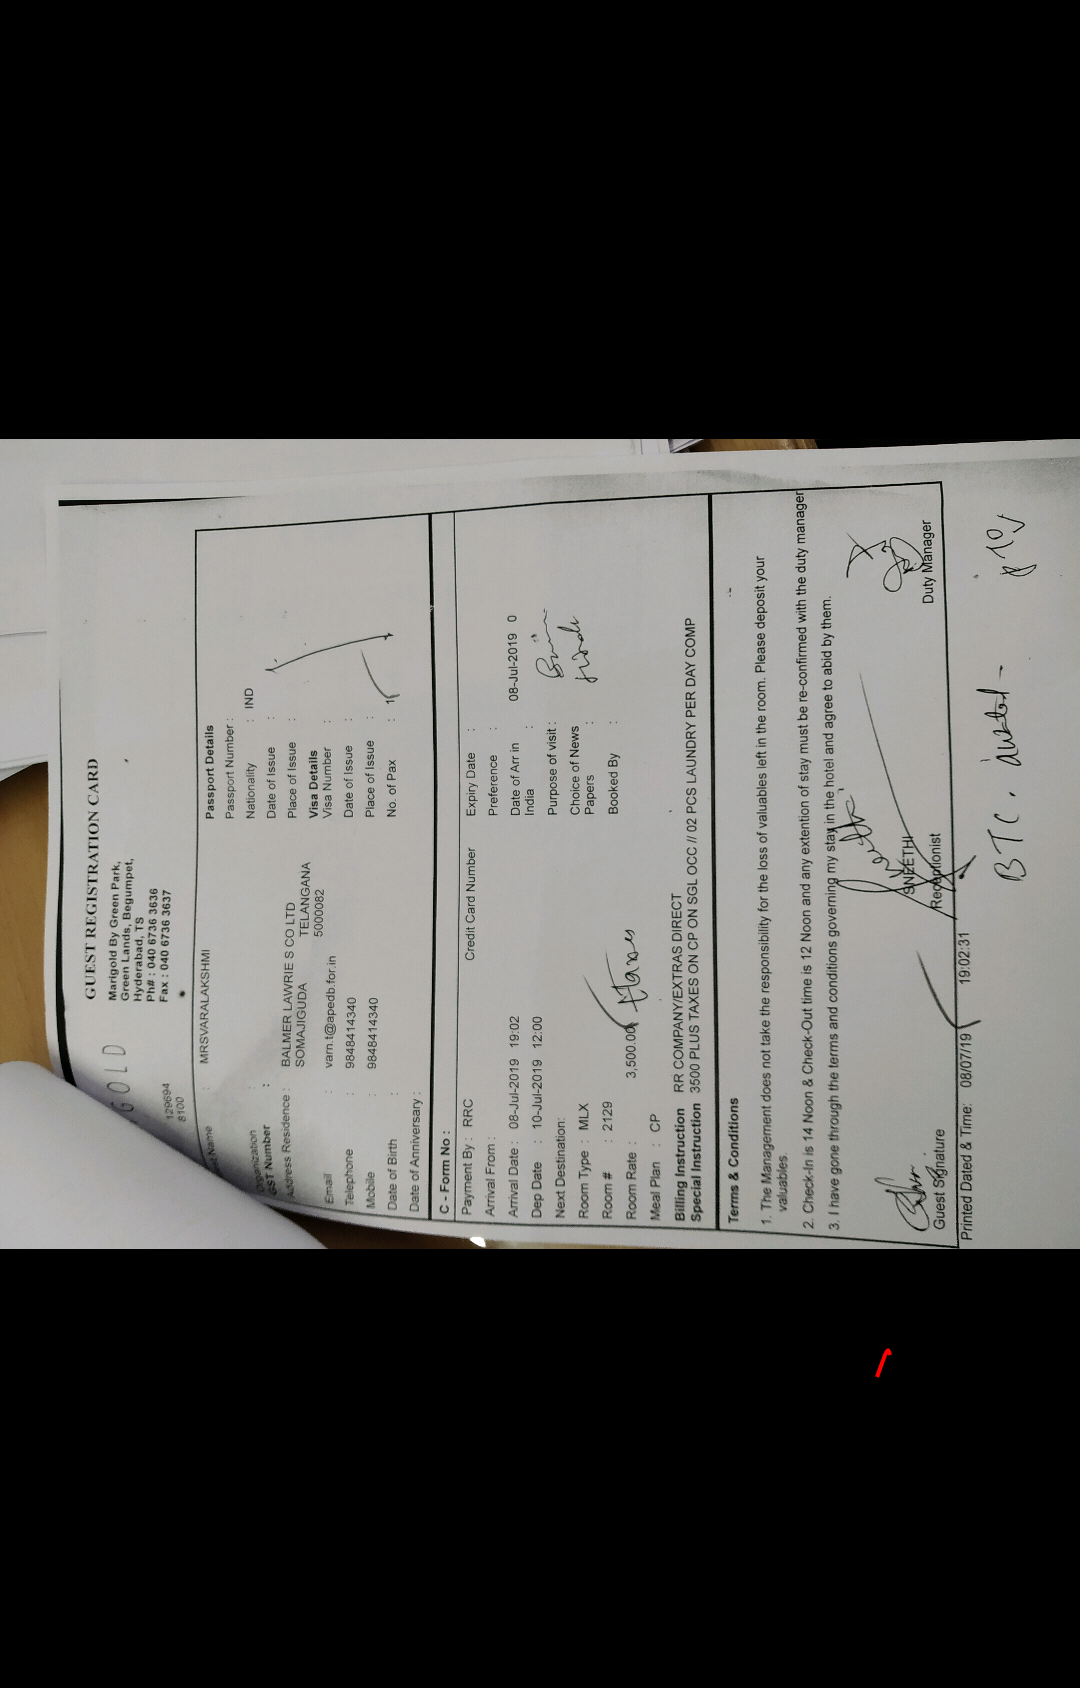 GUEST REGISTRATION CARD
GOLD
Marigold By Green Park,
Green Lands, Begumpet,
Hyderabad, TS
Ph# : 040 6736 3636
Fax : 040 6736 3637
129694
8100
Name : MRSVARALAKSHMI
Organization :
GST Number :
Address Residence : BALMER LAWRIE S CO LTD
SOMAJIGUDA TELANGANA
5000082
Email : varn.t@apedb.for.in
Telephone : 9848414340
Mobile : 9848414340
Date of Birth :
Date of Anniversary :
Passport Details
Passport Number :
Nationality : IND
Date of Issue :
Place of Issue :
Visa Details
Visa Number :
Date of Issue :
Place of Issue :
No. of Pax : 1
C - Form No :
Payment By : RRC Credit Card Number Expiry Date :
Arrival From : Preference :
Arrival Date : 08-Jul-2019 19:02 Date of Arr in India : 08-Jul-2019 0
Dep Date : 10-Jul-2019 12:00
Next Destination: Purpose of visit :
Room Type : MLX Choice of News Papers :
Room # : 2129 Booked By :
Room Rate : 3,500.00 +taxes
Meal Plan : CP
Billing Instruction RR COMPANY/EXTRAS DIRECT
Special Instruction 3500 PLUS TAXES ON CP ON SGL OCC // 02 PCS LAUNDRY PER DAY COMP
Terms & Conditions
1. The Management does not take the responsibility for the loss of valuables left in the room. Please deposit your
valuables
2. Check-In is 14 Noon & Check-Out time is 12 Noon and any extention of stay must be re-confirmed with the duty manager
3. I have gone through the terms and conditions governing my stay in the hotel and agree to abid by them.
SNEETHI
Guest Signature Receptionist Duty Manager
Printed Dated & Time: 08/07/19 19:02:31
BTC.